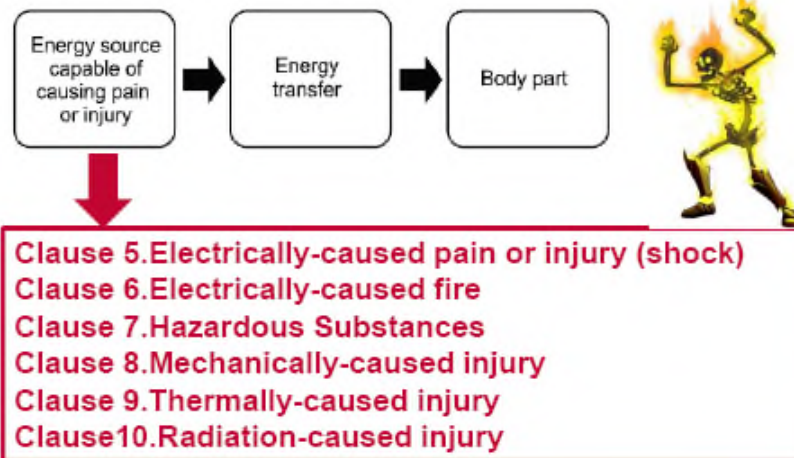 Energy source
capable of
causing pain
or injury
Energy
transfer
Body part
Clause 5.Electrically-caused pain or injury (shock)
Clause 6.Electrically-caused fire
Clause 7.Hazardous Substances
Clause 8.Mechanically-caused injury
Clause 9.Thermally-caused injury
Clause10.Radiation-caused injury